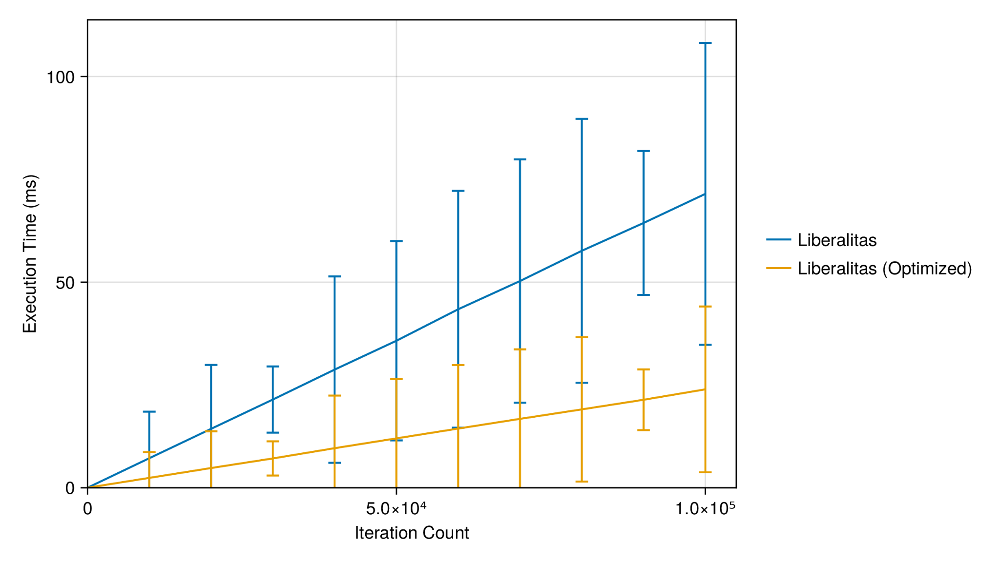 Execution Time (ms)
100
50
0
0
5.0×10⁴
1.0×10⁵
Iteration Count
Liberalitas
Liberalitas (Optimized)